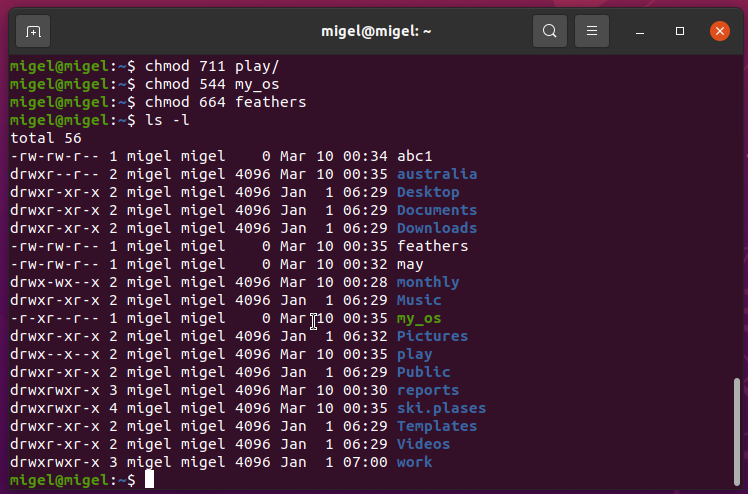 migel@migel: ~
migel@migel:~$ chmod 711 play/
migel@migel:~$ chmod 544 my_os
migel@migel:~$ chmod 664 feathers
migel@migel:~$ ls -l
total 56
-rw-rw-r-- 1 migel migel    0 Mar 10 00:34 abc1
drwxr--r-- 2 migel migel 4096 Mar 10 00:35 australia
drwxr-xr-x 2 migel migel 4096 Jan  1 06:29 Desktop
drwxr-xr-x 2 migel migel 4096 Jan  1 06:29 Documents
drwxr-xr-x 2 migel migel 4096 Jan  1 06:29 Downloads
-rw-rw-r-- 1 migel migel    0 Mar 10 00:35 feathers
-rw-rw-r-- 1 migel migel    0 Mar 10 00:32 may
drwx-wx--x 2 migel migel 4096 Mar 10 00:28 monthly
drwxr-xr-x 2 migel migel 4096 Jan  1 06:29 Music
-r-xr--r-- 1 migel migel    0 Mar 10 00:35 my_os
drwxr-xr-x 2 migel migel 4096 Jan  1 06:32 Pictures
drwx--x--x 2 migel migel 4096 Mar 10 00:35 play
drwxr-xr-x 2 migel migel 4096 Jan  1 06:29 Public
drwxrwxr-x 3 migel migel 4096 Mar 10 00:30 reports
drwxrwxr-x 4 migel migel 4096 Mar 10 00:35 ski.plases
drwxr-xr-x 2 migel migel 4096 Jan  1 06:29 Templates
drwxr-xr-x 2 migel migel 4096 Jan  1 06:29 Videos
drwxrwxr-x 3 migel migel 4096 Jan  1 07:00 work
migel@migel:~$